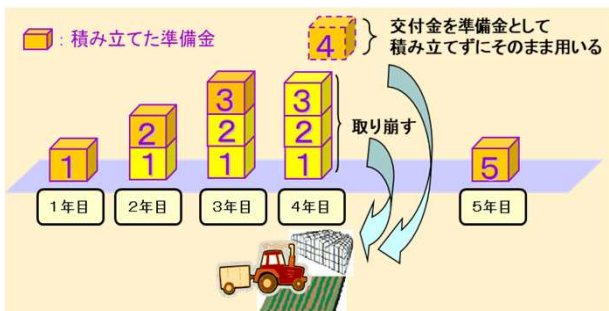 ：積み立てた準備金
4
交付金を準備金として
積み立てずにそのまま用いる
1
2
1
3
2
1
3
2
1
取り崩す
5
1年目
2年目
3年目
4年目
5年目